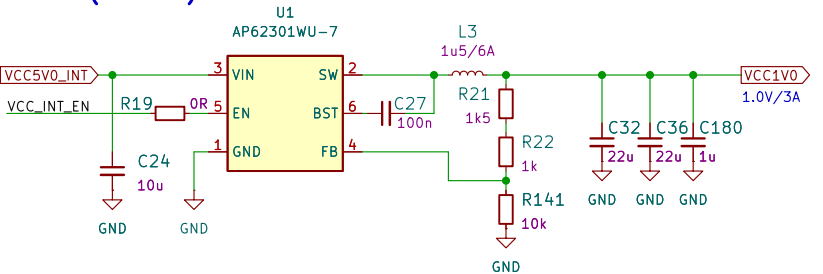 U1
AP62301WU-7
L3
1u5/6A
VCC5V0_INT
3
VIN
SW
2
VCC1V0
1.0V/3A
VCC_INT_EN
R19
0R
5
EN
BST
6
C27
100n
R21
1k5
1
GND
FB
4
C24
10u
R22
1k
C32
22u
C36
22u
C180
1u
R141
10k
GND
GND
GND
GND
GND
GND